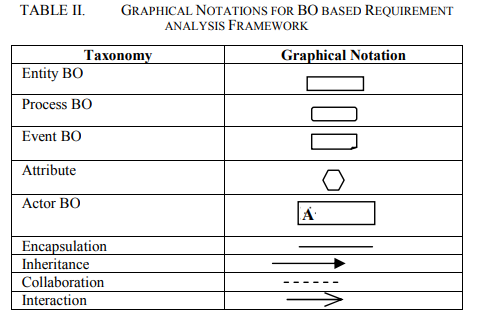 TABLE II. GRAPHICAL NOTATIONS FOR BO BASED REQUIREMENT
ANALYSIS FRAMEWORK
Taxonomy Graphical Notation
Entity BO
Process BO
Event BO
Attribute
Actor BO
A
Encapsulation
Inheritance
Collaboration
Interaction